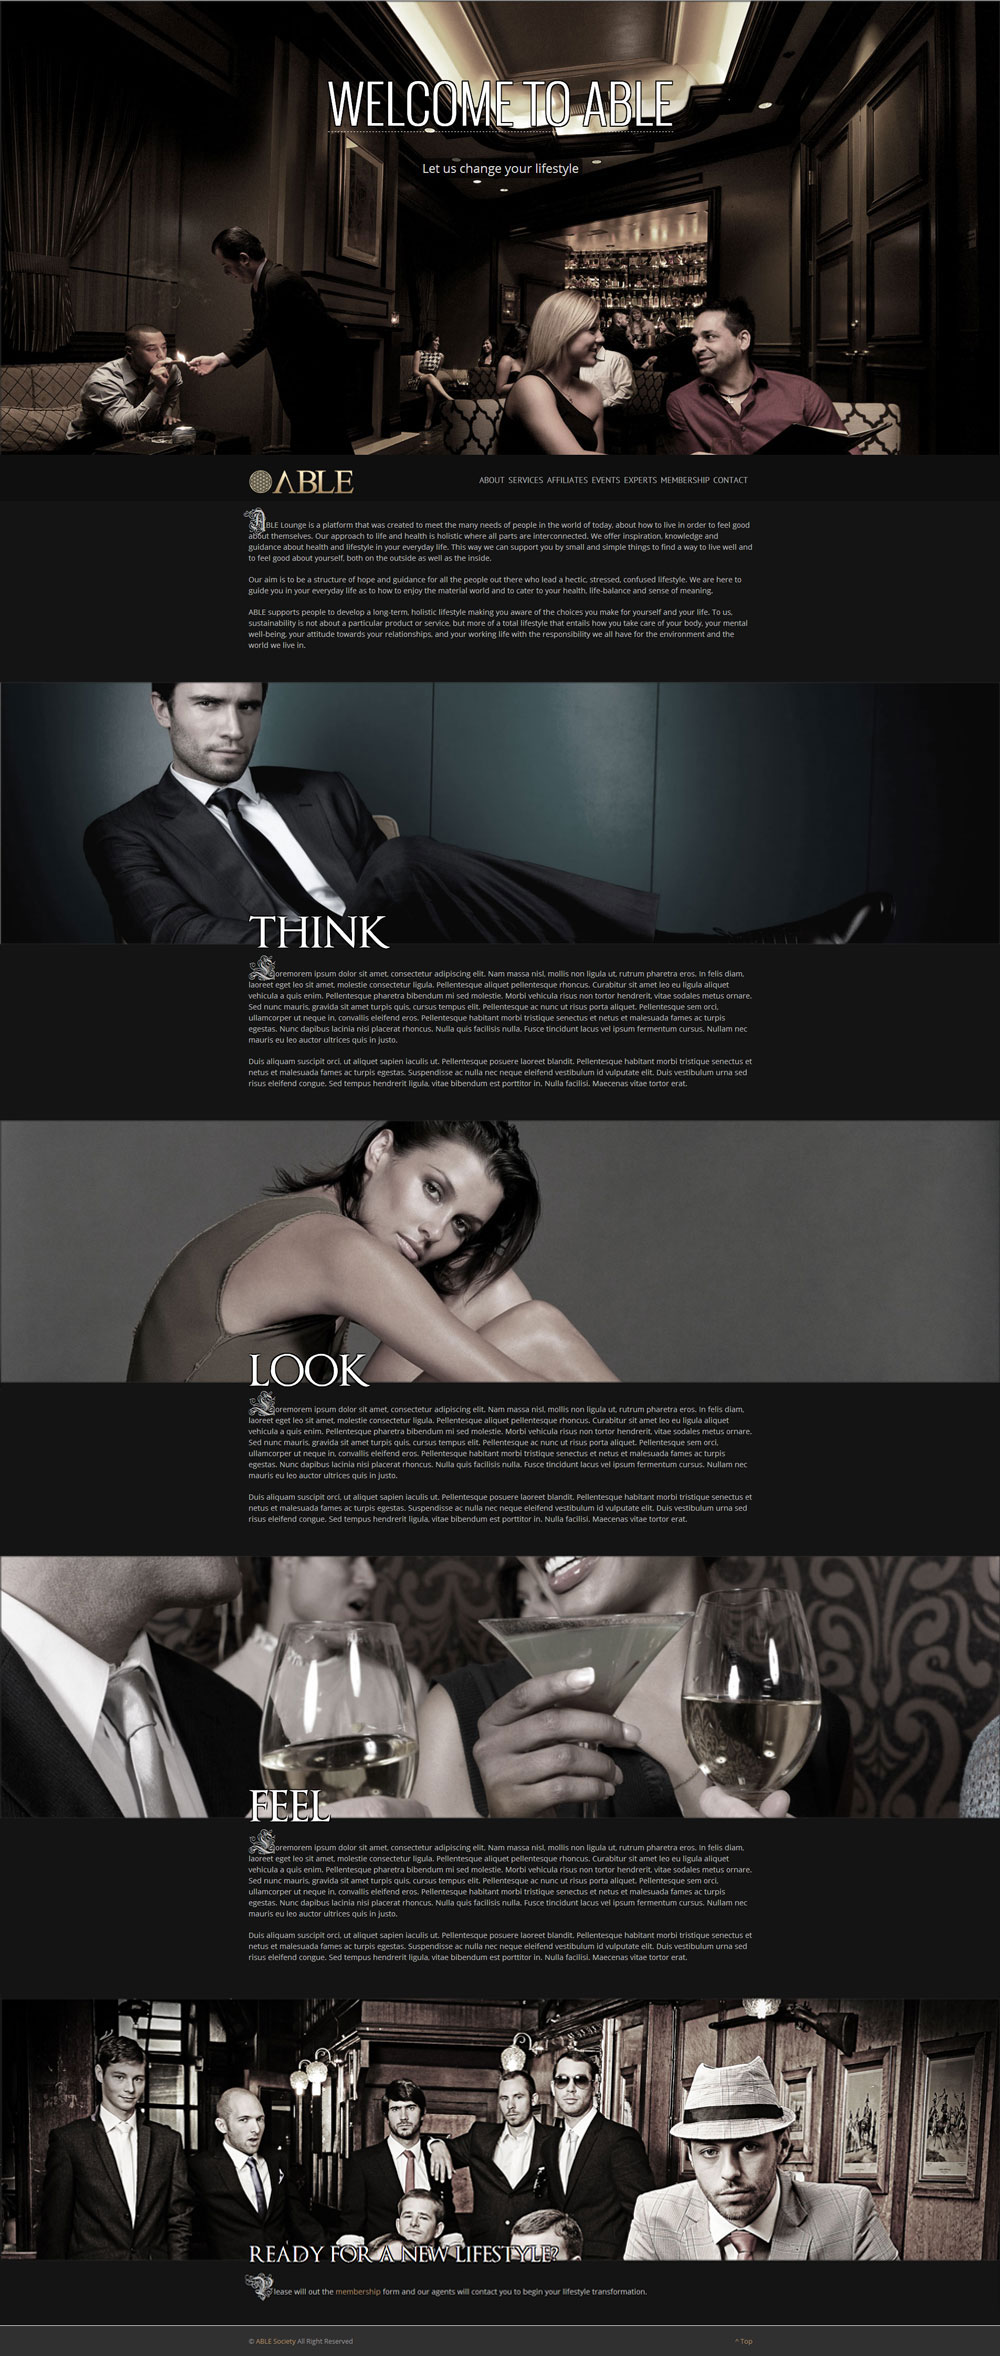 WELCOME TO ABLE
Let us change your lifestyle
ABLE
ABOUT SERVICES AFFILIATES EVENTS EXPERTS MEMBERSHIP CONTACT
ABLE Lounge is a platform that was created to meet the many needs of people in the world of today, about how to live in order to feel good
about themselves. Our approach to life and health is holistic where all parts are interconnected. We offer inspiration, knowledge and
guidance about health and lifestyle in your everyday life. This way we can support you by small and simple things to find a way to live well and
to feel good about yourself, both on the outside as well as the inside.
Our aim is to be a structure of hope and guidance for all the people out there who lead a hectic, stressed, confused lifestyle. We are here to
guide you in your everyday life as to how to enjoy the material world and to cater to your health, life-balance and sense of meaning.
ABLE supports people to develop a long-term, holistic lifestyle making you aware of the choices you make for yourself and your life. To us,
sustainability is not about a particular product or service, but more of a total lifestyle that entails how you take care of your body, your mental
well-being, your attitude towards your relationships, and your working life with the responsibility we all have for the environment and the
world we live in.
THINK
Loremorem ipsum dolor sit amet, consectetur adipiscing elit. Nam massa nisl, mollis non ligula ut, rutrum pharetra eros. In felis diam,
laoreet eget leo sit amet, molestie consectetur ligula. Pellentesque aliquet pellentesque rhoncus. Curabitur sit amet leo eu ligula aliquet
vehicula a quis enim. Pellentesque pharetra bibendum mi sed molestie. Morbi vehicula risus non tortor hendrerit, vitae sodales metus ornare.
Sed nunc mauris, gravida sit amet turpis quis, cursus tempus elit. Pellentesque ac nunc ut risus porta aliquet. Pellentesque sem orci,
ullamcorper ut neque in, convallis eleifend eros. Pellentesque habitant morbi tristique senectus et netus et malesuada fames ac turpis
egestas. Nunc dapibus lacinia nisi placerat rhoncus. Nulla quis facilisis nulla. Fusce tincidunt lacus vel ipsum fermentum cursus. Nullam nec
mauris eu leo auctor ultrices quis in justo.
Duis aliquam suscipit orci, ut aliquet sapien iaculis ut. Pellentesque posuere laoreet blandit. Pellentesque habitant morbi tristique senectus et
netus et malesuada fames ac turpis egestas. Suspendisse ac nulla nec neque eleifend vestibulum id vulputate elit. Duis vestibulum urna sed
risus eleifend congue. Sed tempus hendrerit ligula, vitae bibendum est porttitor in. Nulla facilisi. Maecenas vitae tortor erat.
LOOK
Loremorem ipsum dolor sit amet, consectetur adipiscing elit. Nam massa nisl, mollis non ligula ut, rutrum pharetra eros. In felis diam,
laoreet eget leo sit amet, molestie consectetur ligula. Pellentesque aliquet pellentesque rhoncus. Curabitur sit amet leo eu ligula aliquet
vehicula a quis enim. Pellentesque pharetra bibendum mi sed molestie. Morbi vehicula risus non tortor hendrerit, vitae sodales metus ornare.
Sed nunc mauris, gravida sit amet turpis quis, cursus tempus elit. Pellentesque ac nunc ut risus porta aliquet. Pellentesque sem orci,
ullamcorper ut neque in, convallis eleifend eros. Pellentesque habitant morbi tristique senectus et netus et malesuada fames ac turpis
egestas. Nunc dapibus lacinia nisi placerat rhoncus. Nulla quis facilisis nulla. Fusce tincidunt lacus vel ipsum fermentum cursus. Nullam nec
mauris eu leo auctor ultrices quis in justo.
Duis aliquam suscipit orci, ut aliquet sapien iaculis ut. Pellentesque posuere laoreet blandit. Pellentesque habitant morbi tristique senectus et
netus et malesuada fames ac turpis egestas. Suspendisse ac nulla nec neque eleifend vestibulum id vulputate elit. Duis vestibulum urna sed
risus eleifend congue. Sed tempus hendrerit ligula, vitae bibendum est porttitor in. Nulla facilisi. Maecenas vitae tortor erat.
FEEL
Loremorem ipsum dolor sit amet, consectetur adipiscing elit. Nam massa nisl, mollis non ligula ut, rutrum pharetra eros. In felis diam,
laoreet eget leo sit amet, molestie consectetur ligula. Pellentesque aliquet pellentesque rhoncus. Curabitur sit amet leo eu ligula aliquet
vehicula a quis enim. Pellentesque pharetra bibendum mi sed molestie. Morbi vehicula risus non tortor hendrerit, vitae sodales metus ornare.
Sed nunc mauris, gravida sit amet turpis quis, cursus tempus elit. Pellentesque ac nunc ut risus porta aliquet. Pellentesque sem orci,
ullamcorper ut neque in, convallis eleifend eros. Pellentesque habitant morbi tristique senectus et netus et malesuada fames ac turpis
egestas. Nunc dapibus lacinia nisi placerat rhoncus. Nulla quis facilisis nulla. Fusce tincidunt lacus vel ipsum fermentum cursus. Nullam nec
mauris eu leo auctor ultrices quis in justo.
Duis aliquam suscipit orci, ut aliquet sapien iaculis ut. Pellentesque posuere laoreet blandit. Pellentesque habitant morbi tristique senectus et
netus et malesuada fames ac turpis egestas. Suspendisse ac nulla nec neque eleifend vestibulum id vulputate elit. Duis vestibulum urna sed
risus eleifend congue. Sed tempus hendrerit ligula, vitae bibendum est porttitor in. Nulla facilisi. Maecenas vitae tortor erat.
READY FOR A NEW LIFESTYLE?
Please will out the membership form and our agents will contact you to begin your lifestyle transformation.
© ABLE Society All Right Reserved
^ Top